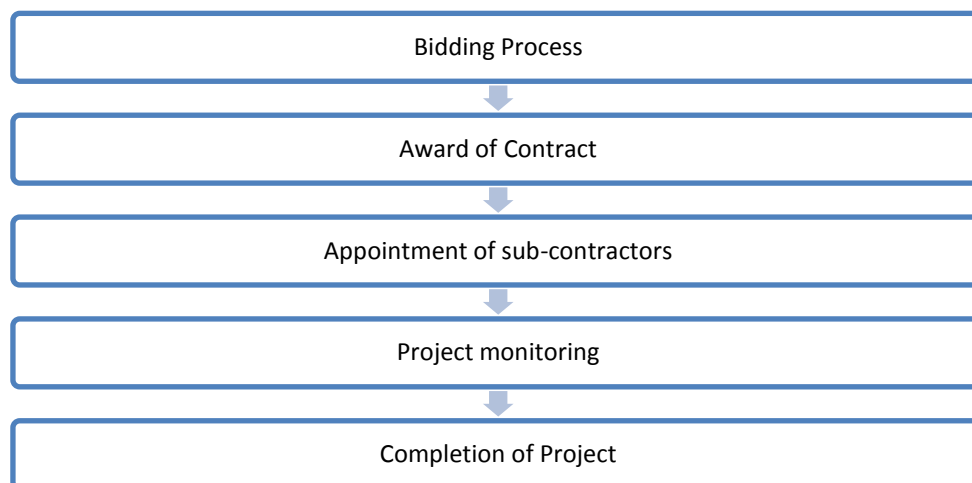 Bidding Process
Award of Contract
Appointment of sub-contractors
Project monitoring
Completion of Project